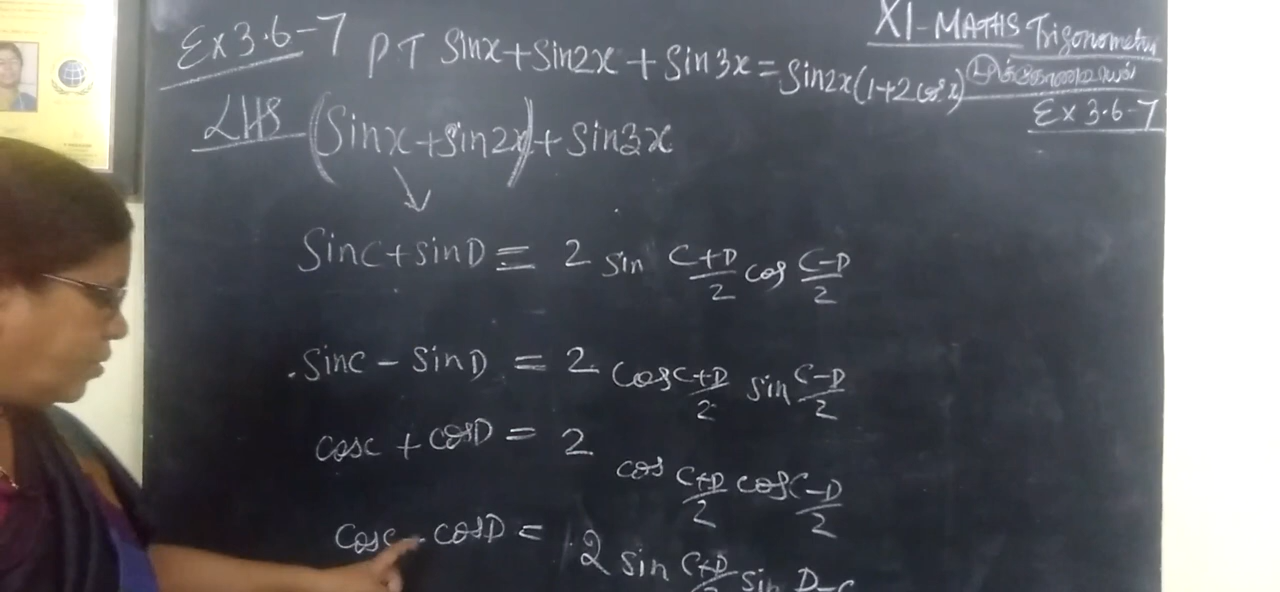 XI-MATHS Trigonometry
Ex 3.6-7 PT Sinx+Sin2x+Sin3x=Sin2x(1+2cosx)
Ex 3.6-7
LHS (Sinx+Sin2x)+Sin3x
SinC+sinD= 2 sin C+D/2 cos C-D/2
SinC-SinD = 2 cos C+D/2 sin C-D/2
cosC+cosD = 2 cos C+D/2 cos C-D/2
cosC-cosD = 2 sin C+D/2 sin D-C